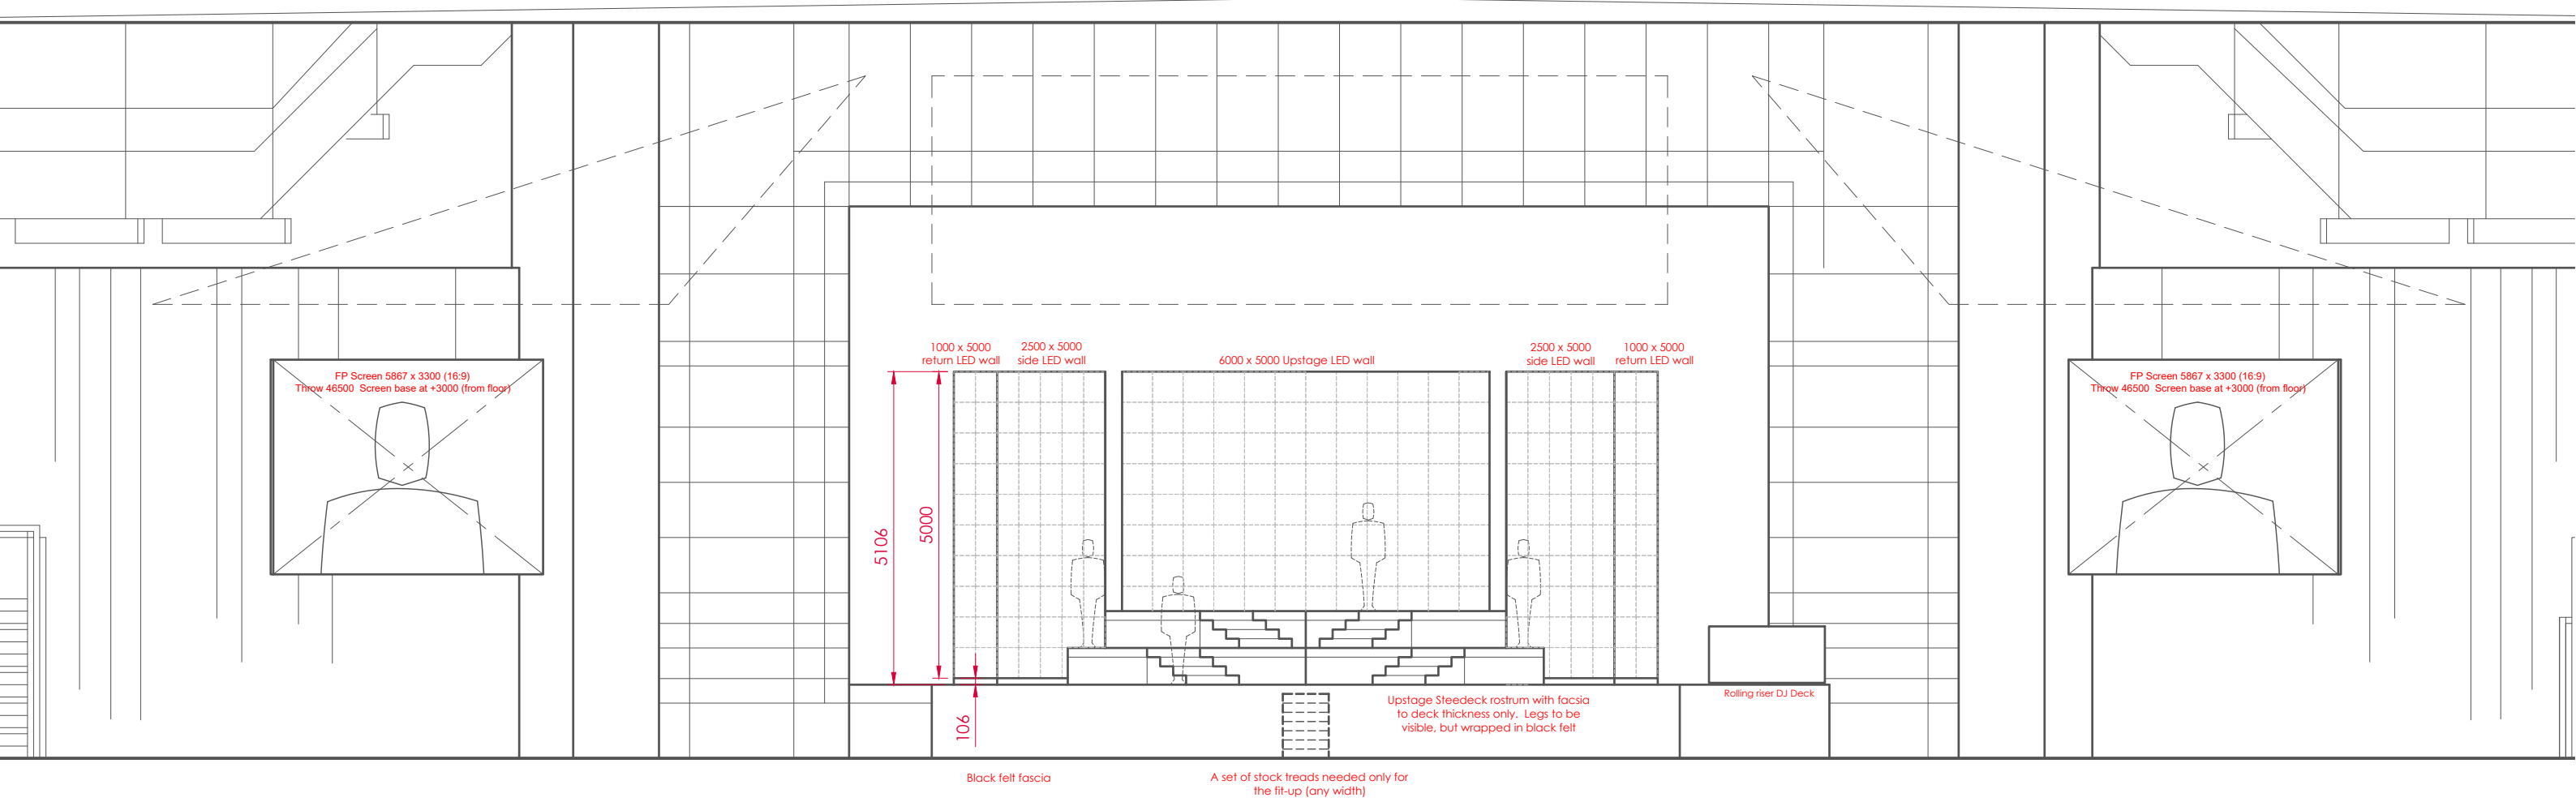 1000 x 5000
return LED wall
2500 x 5000
side LED wall
6000 x 5000 Upstage LED wall
2500 x 5000
side LED wall
1000 x 5000
return LED wall
FP Screen 5867 x 3300 (16:9)
Throw 46500 Screen base at +3000 (from floor)
FP Screen 5867 x 3300 (16:9)
Throw 46500 Screen base at +3000 (from floor)
5106
5000
106
Upstage Steedeck rostrum with facsia
to deck thickness only. Legs to be
visible, but wrapped in black felt
Rolling riser DJ Deck
Black felt fascia
A set of stock treads needed only for
the fit-up (any width)